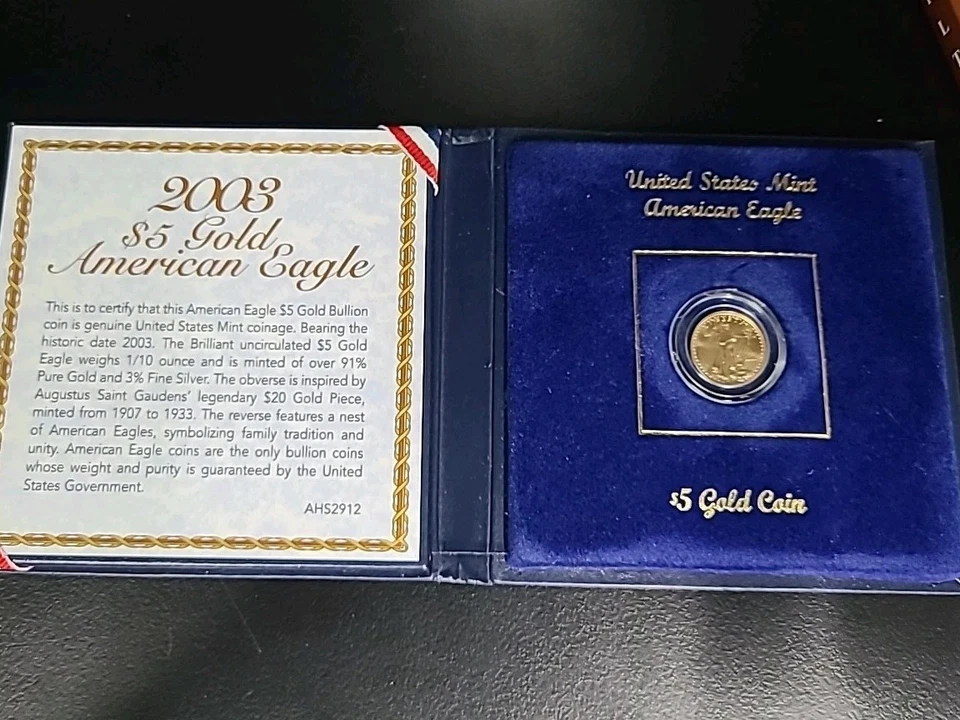 2003
$5 Gold
American Eagle
This is to certify that this American Eagle $5 Gold Bullion
coin is genuine United States Mint coinage. Bearing the
historic date 2003. The Brilliant uncirculated $5 Gold
Eagle weighs 1/10 ounce and is minted of over 91%
Pure Gold and 3% Fine Silver. The obverse is inspired by
Augustus Saint Gaudens' legendary $20 Gold Piece,
minted from 1907 to 1933. The reverse features a nest
of American Eagles, symbolizing family tradition and
unity. American Eagle coins are the only bullion coins
whose weight and purity is guaranteed by the United
States Government.
AHS2912
United States Mint
American Eagle
$5 Gold Coin